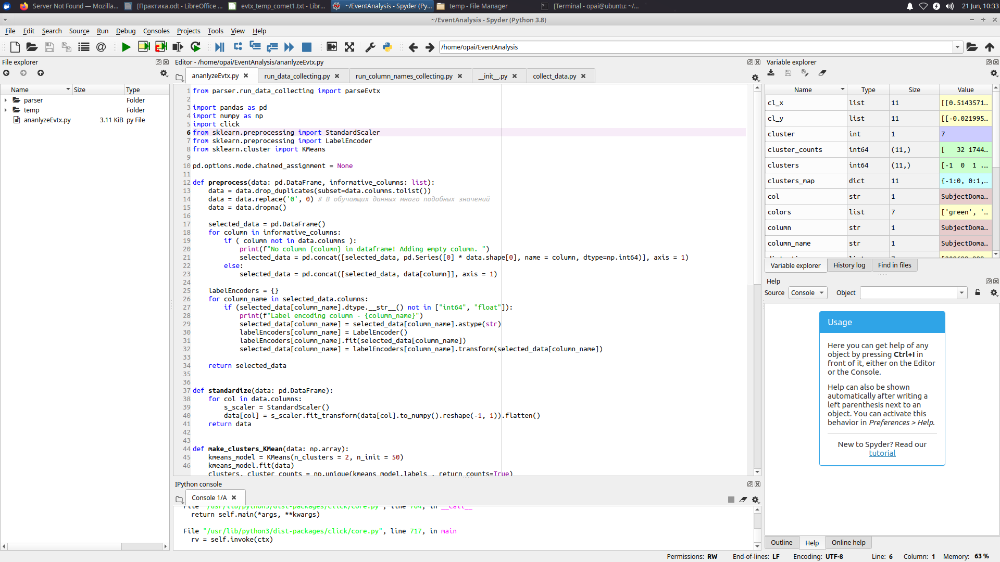 Server Not Found — Mozilla...
[Практика.odt - LibreOffice ...
evtx_temp_comet1.txt - Libr...
~/EventAnalysis - Spyder (Py...
temp - File Manager
[Terminal - opai@ubuntu: ~/...
21 Jun, 10:33
~/EventAnalysis - Spyder (Python 3.8)
File Edit Search Source Run Debug Consoles Projects Tools View Help
/home/opai/EventAnalysis
File explorer
Name Size Type
parser Folder
temp Folder
ananlyzeEvtx.py 3.11 KiB py File
Editor - /home/opai/EventAnalysis/ananlyzeEvtx.py
ananlyzeEvtx.py run_data_collecting.py run_column_names_collecting.py __init__.py collect_data.py
1 from parser.run_data_collecting import parseEvtx
2
3 import pandas as pd
4 import numpy as np
5 import click
6 from sklearn.preprocessing import StandardScaler
7 from sklearn.preprocessing import LabelEncoder
8 from sklearn.cluster import KMeans
9
10 pd.options.mode.chained_assignment = None
11
12 def preprocess(data: pd.DataFrame, informative_columns: list):
13 data = data.drop_duplicates(subset=data.columns.tolist())
14 data = data.replace('0', 0) # В обучающих данных много подобных значений
15 data = data.dropna()
16
17 selected_data = pd.DataFrame()
18 for column in informative_columns:
19 if ( column not in data.columns ):
20 print(f"No column {column} in dataframe! Adding empty column. ")
21 selected_data = pd.concat([selected_data, pd.Series([0] * data.shape[0], name = column, dtype=np.int64)], axis = 1)
22 else:
23 selected_data = pd.concat([selected_data, data[column]], axis = 1)
24
25 labelEncoders = {}
26 for column_name in selected_data.columns:
27 if (selected_data[column_name].dtype.__str__() not in ["int64", "float"]):
28 print(f"Label encoding column - {column_name}")
29 selected_data[column_name] = selected_data[column_name].astype(str)
30 labelEncoders[column_name] = LabelEncoder()
31 labelEncoders[column_name].fit(selected_data[column_name])
32 selected_data[column_name] = labelEncoders[column_name].transform(selected_data[column_name])
33
34 return selected_data
35
36
37 def standardize(data: pd.DataFrame):
38 for col in data.columns:
39 s_scaler = StandardScaler()
40 data[col] = s_scaler.fit_transform(data[col].to_numpy().reshape(-1, 1)).flatten()
41 return data
42
43
44 def make_clusters_KMean(data: np.array):
45 kmeans_model = KMeans(n_clusters = 2, n_init = 50)
46 kmeans_model.fit(data)
clusters, cluster_counts = np.unique(kmeans_model.labels_, return_counts=True)
IPython console
Console 1/A
File "/usr/lib/python3/dist-packages/click/core.py", line 764, in __call__
return self.main(*args, **kwargs)
File "/usr/lib/python3/dist-packages/click/core.py", line 717, in main
rv = self.invoke(ctx)
Variable explorer
Name Type Size Value
cl_x list 11 [[0.5143571...
cl_y list 11 [[-0.021995...
cluster int 1 7
cluster_counts int64 (11,) [ 32 1744...
clusters int64 (11,) [-1 0 1 ...
clusters_map dict 11 {-1:0, 0:1,...
col str 1 SubjectDoma...
colors list 7 ['green', '...
column str 1 SubjectDoma...
column_name str 1 SubjectDoma...
Variable explorer History log Find in files
Help
Source Console Object
Usage
Here you can get help of any
object by pressing Ctrl+I in
front of it, either on the Editor
or the Console.
Help can also be shown
automatically after writing a
left parenthesis next to an
object. You can activate this
behavior in Preferences > Help.
New to Spyder? Read our
tutorial
Outline Help Online help
Permissions: RW End-of-lines: LF Encoding: UTF-8 Line: 6 Column: 1 Memory: 63 %